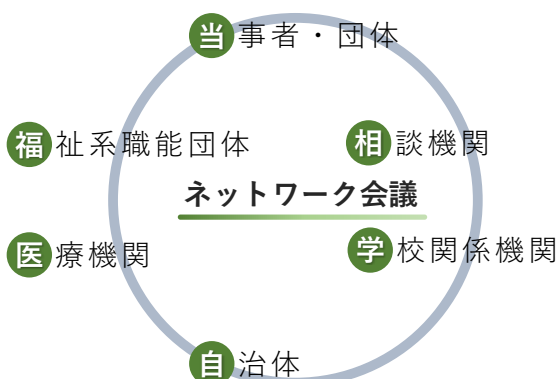 当事者・団体
福祉系職能団体
相談機関
ネットワーク会議
医療機関
学校関係機関
自治体